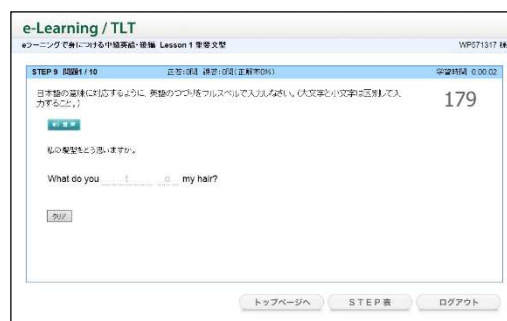 e-Learning / TLT
eラーニングで身につける中級英語・後編 Lesson 1 重要文型
WP571317 様
STEP 9 問題1 / 10 正答:0問 誤答:0問(正解率0%) 学習時間 0:00:02
日本語の意味に対応するように、英語のつづりをフルスペルで入力しなさい。(大文字と小文字は区別して入
力すること。)
179
音声
私の髪型をどう思いますか。
What do you t o my hair?
クリア
トップページへ STEP表 ログアウト